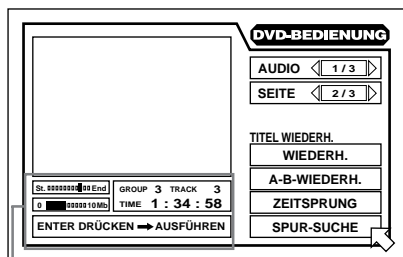 DVD-BEDIENUNG
AUDIO 1 / 3
SEITE 2 / 3
TITEL WIEDERH.
WIEDERH.
A-B-WIEDERH.
ZEITSPRUNG
SPUR-SUCHE
St. End
0 10Mb
GROUP 3 TRACK 3
TIME 1 : 34 : 58
ENTER DRÜCKEN ➡ AUSFÜHREN